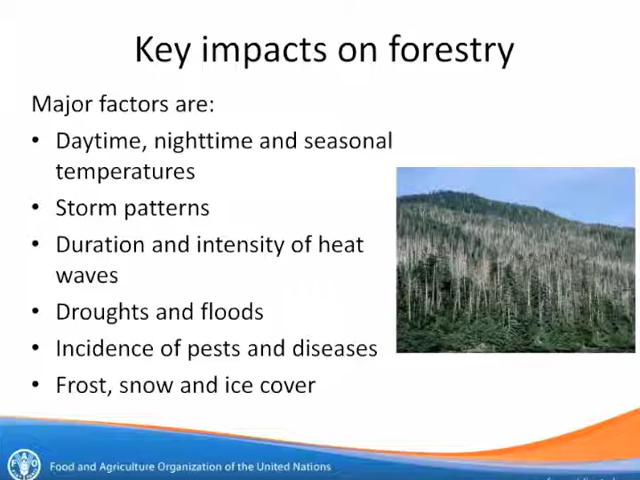 Key impacts on forestry
Major factors are:
• Daytime, nighttime and seasonal
temperatures
• Storm patterns
• Duration and intensity of heat
waves
• Droughts and floods
• Incidence of pests and diseases
• Frost, snow and ice cover
Food and Agriculture Organization of the United Nations